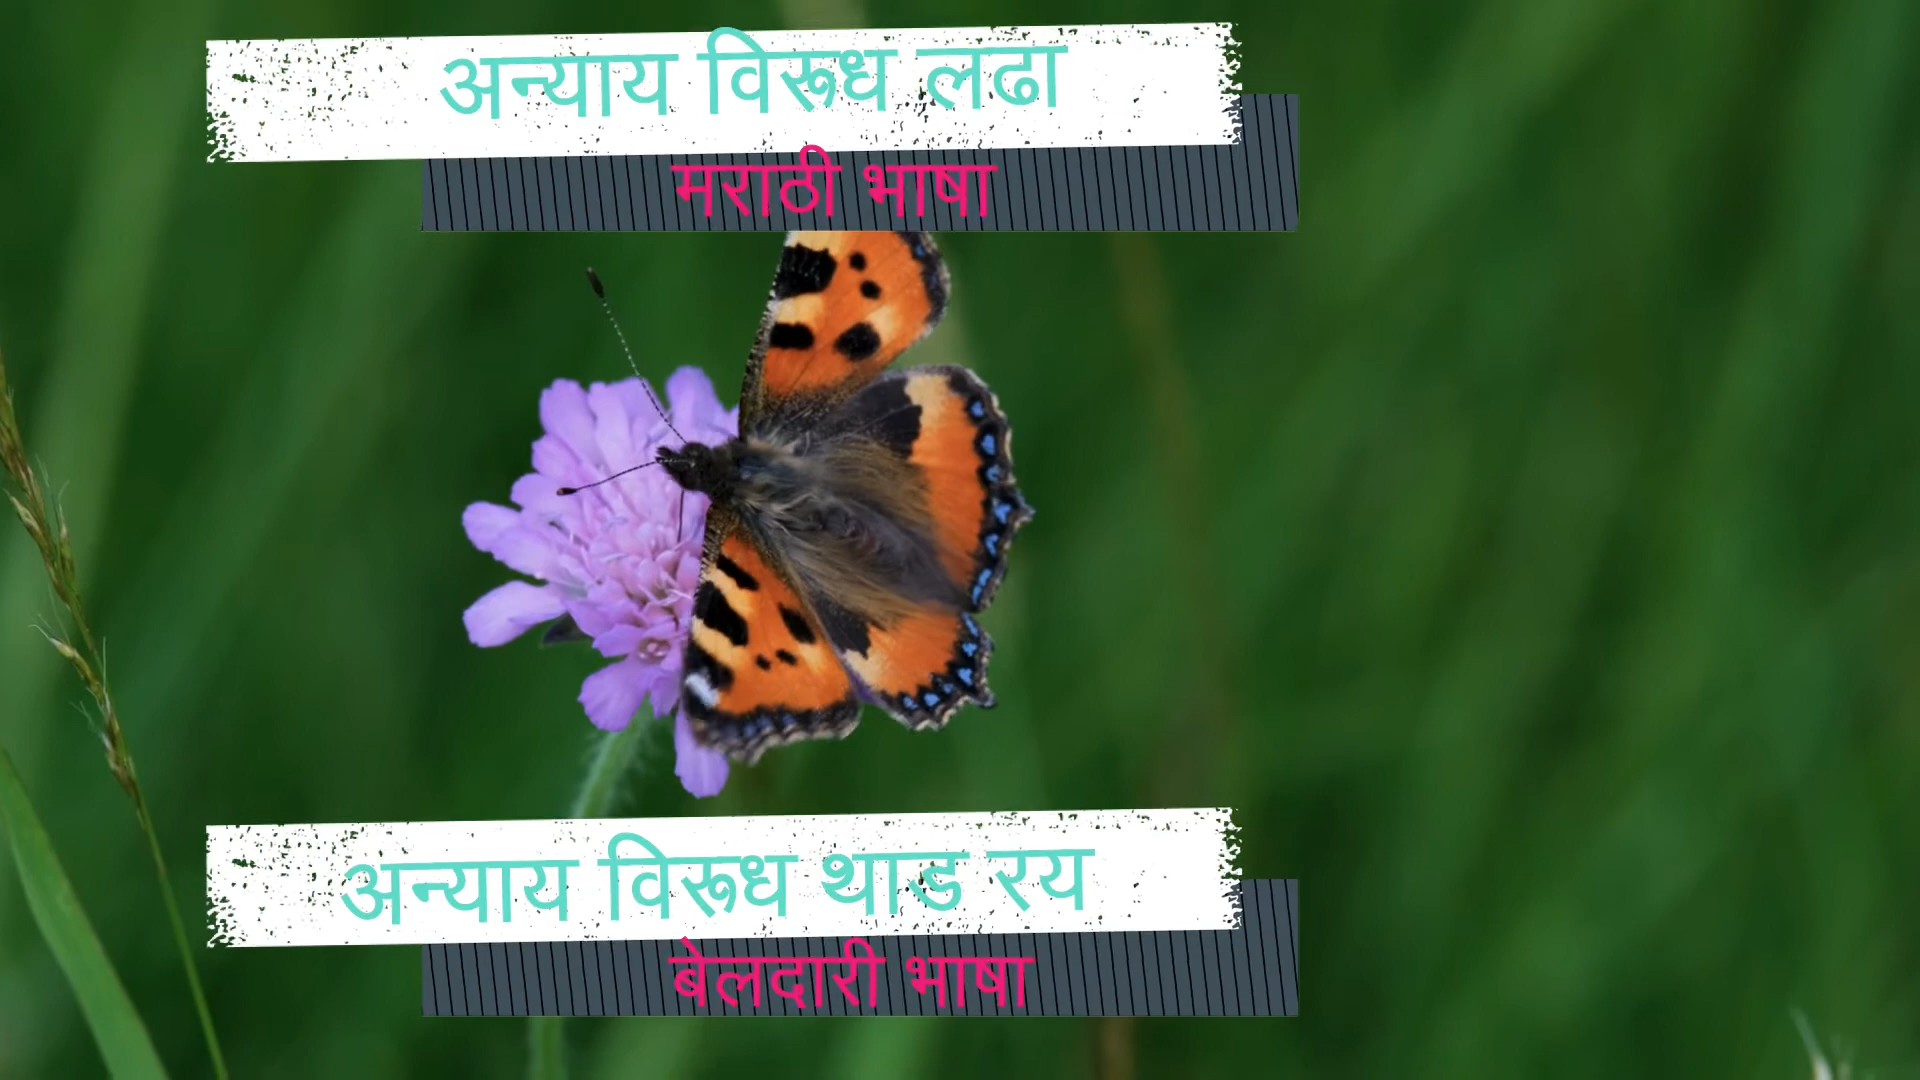 अन्याय विरूध लढा
मराठी भाषा
अन्याय विरूध थाड रय
बेलदारी भाषा